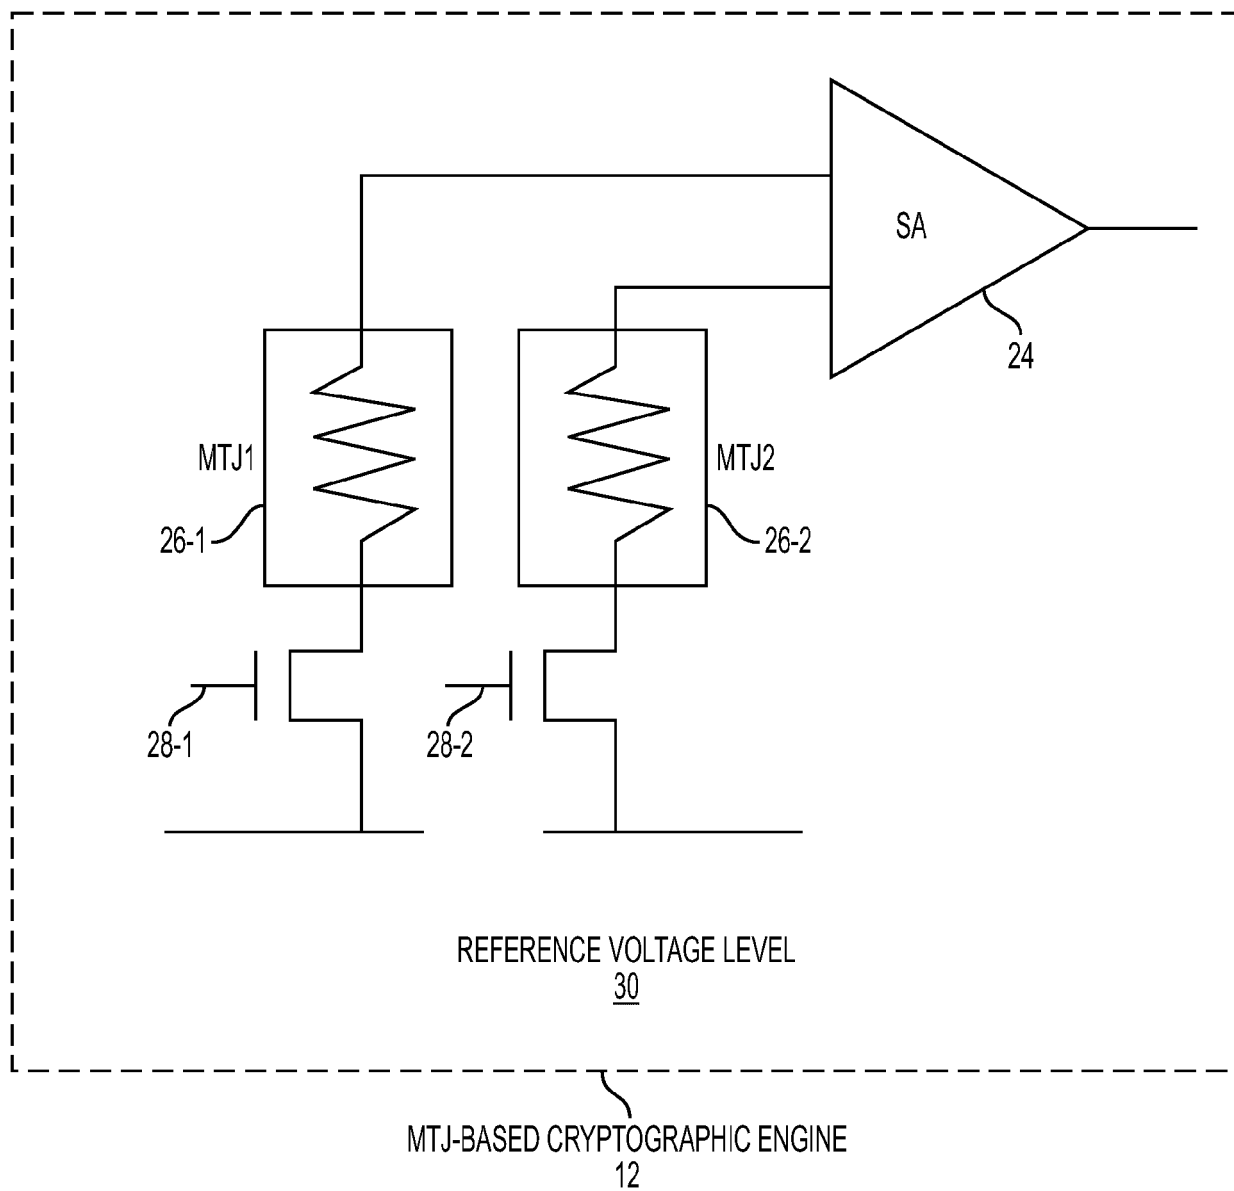 SA
24
MTJ1
MTJ2
26-1
26-2
28-1
28-2
REFERENCE VOLTAGE LEVEL
30
MTJ-BASED CRYPTOGRAPHIC ENGINE
12